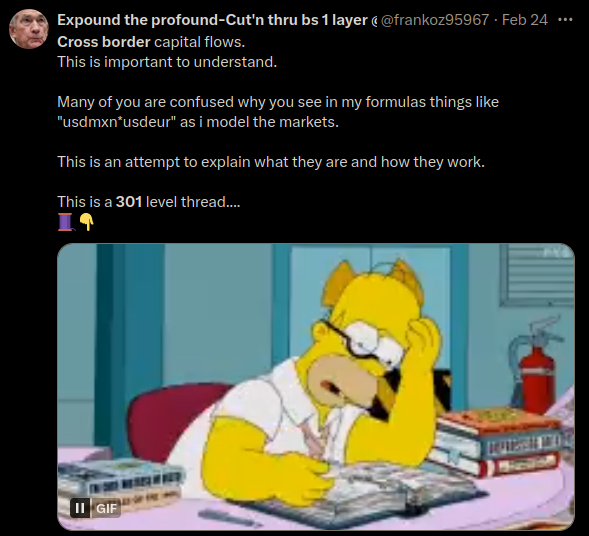 Expound the profound-Cut'n thru bs 1 layer @frankoz95967 · Feb 24 ···
Cross border capital flows.
This is important to understand.
Many of you are confused why you see in my formulas things like
"usdmxn*usdeur" as i model the markets.
This is an attempt to explain what they are and how they work.
This is a 301 level thread....
🧵👇
GIF